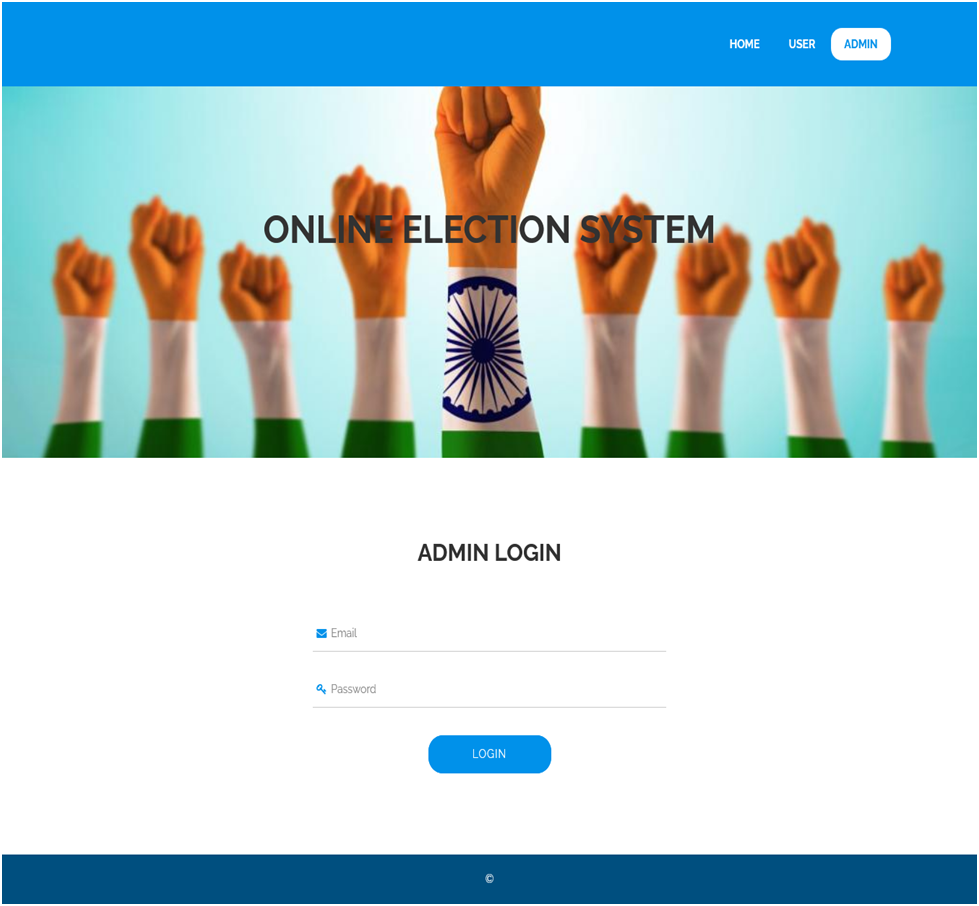 HOME USER ADMIN
ONLINE ELECTION SYSTEM
ADMIN LOGIN
Email
Password
LOGIN
©